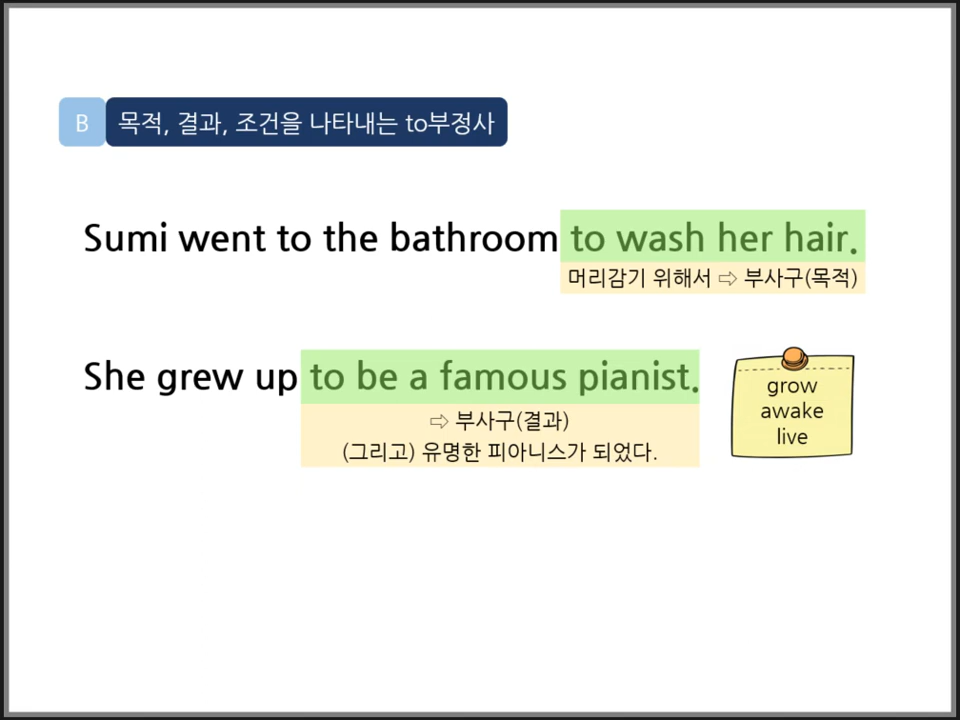 B 목적, 결과, 조건을 나타내는 to부정사
Sumi went to the bathroom to wash her hair.
머리감기 위해서 ⇨ 부사구(목적)
She grew up to be a famous pianist.
⇨ 부사구(결과)
(그리고) 유명한 피아니스가 되었다.
grow
awake
live